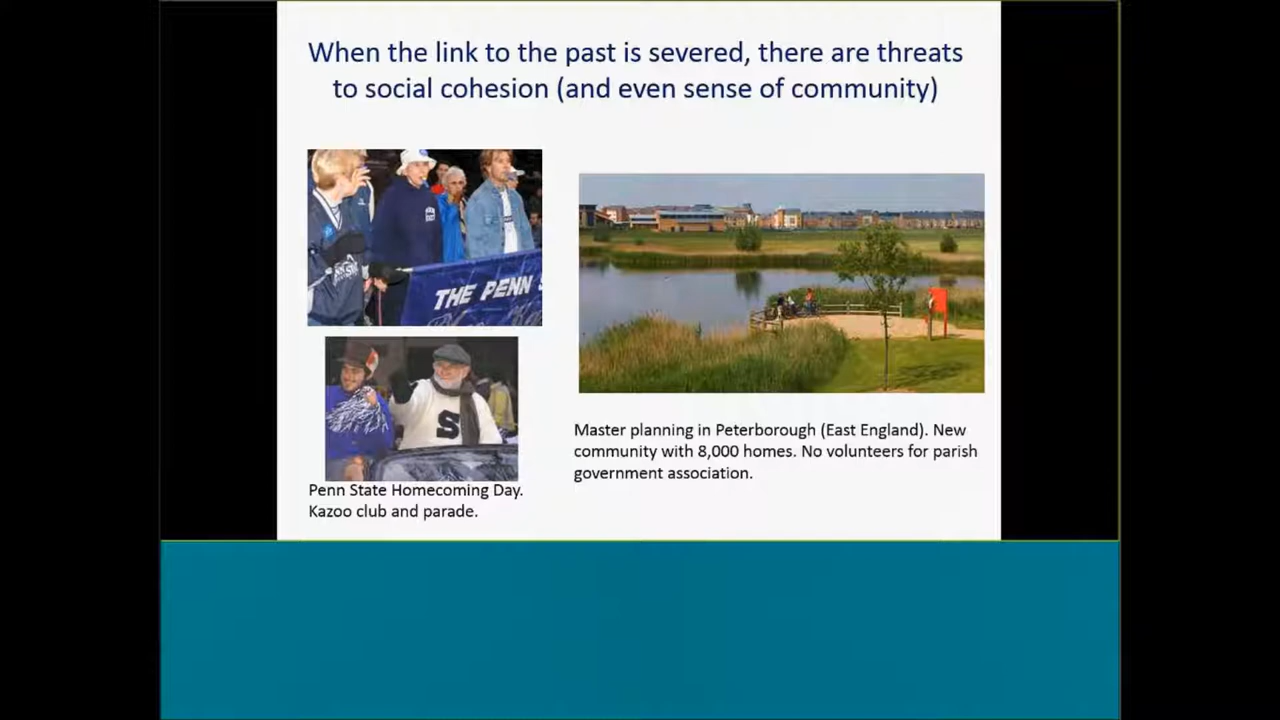 When the link to the past is severed, there are threats
to social cohesion (and even sense of community)
THE PENN
S
Penn State Homecoming Day.
Kazoo club and parade.
Master planning in Peterborough (East England). New
community with 8,000 homes. No volunteers for parish
government association.